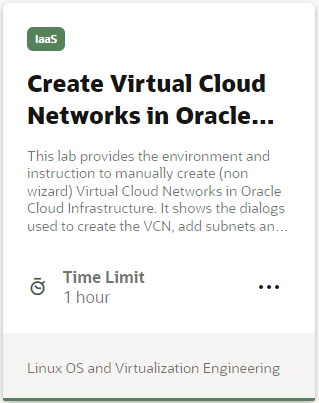 IaaS
Create Virtual Cloud
Networks in Oracle...
This lab provides the environment and
instruction to manually create (non
wizard) Virtual Cloud Networks in Oracle
Cloud Infrastructure. It shows the dialogs
used to create the VCN, add subnets an...
Time Limit
1 hour
Linux OS and Virtualization Engineering